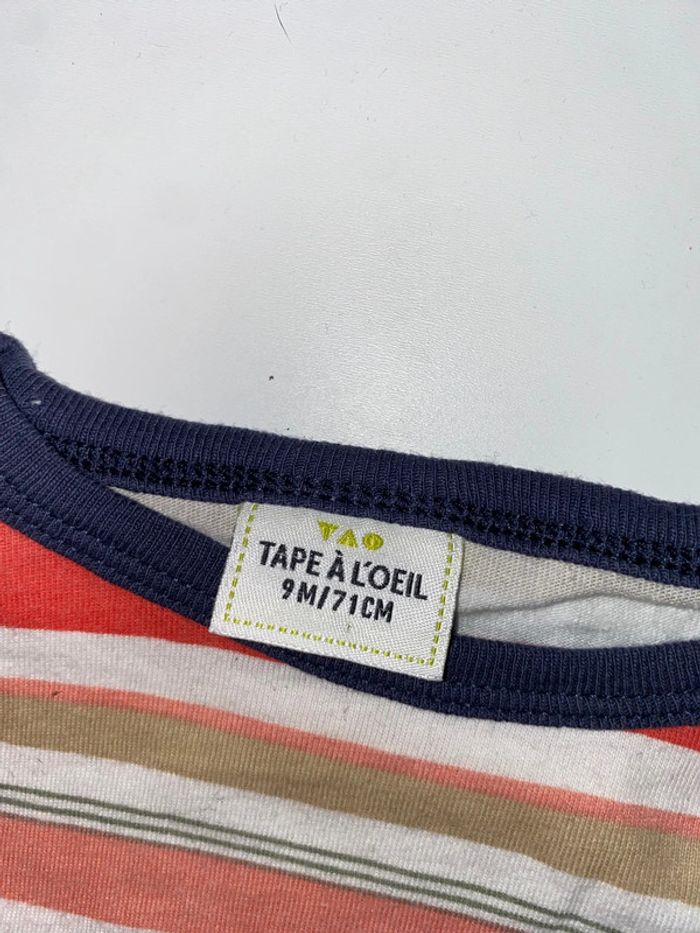 TAO
TAPE À L'OEIL
9M/71CM